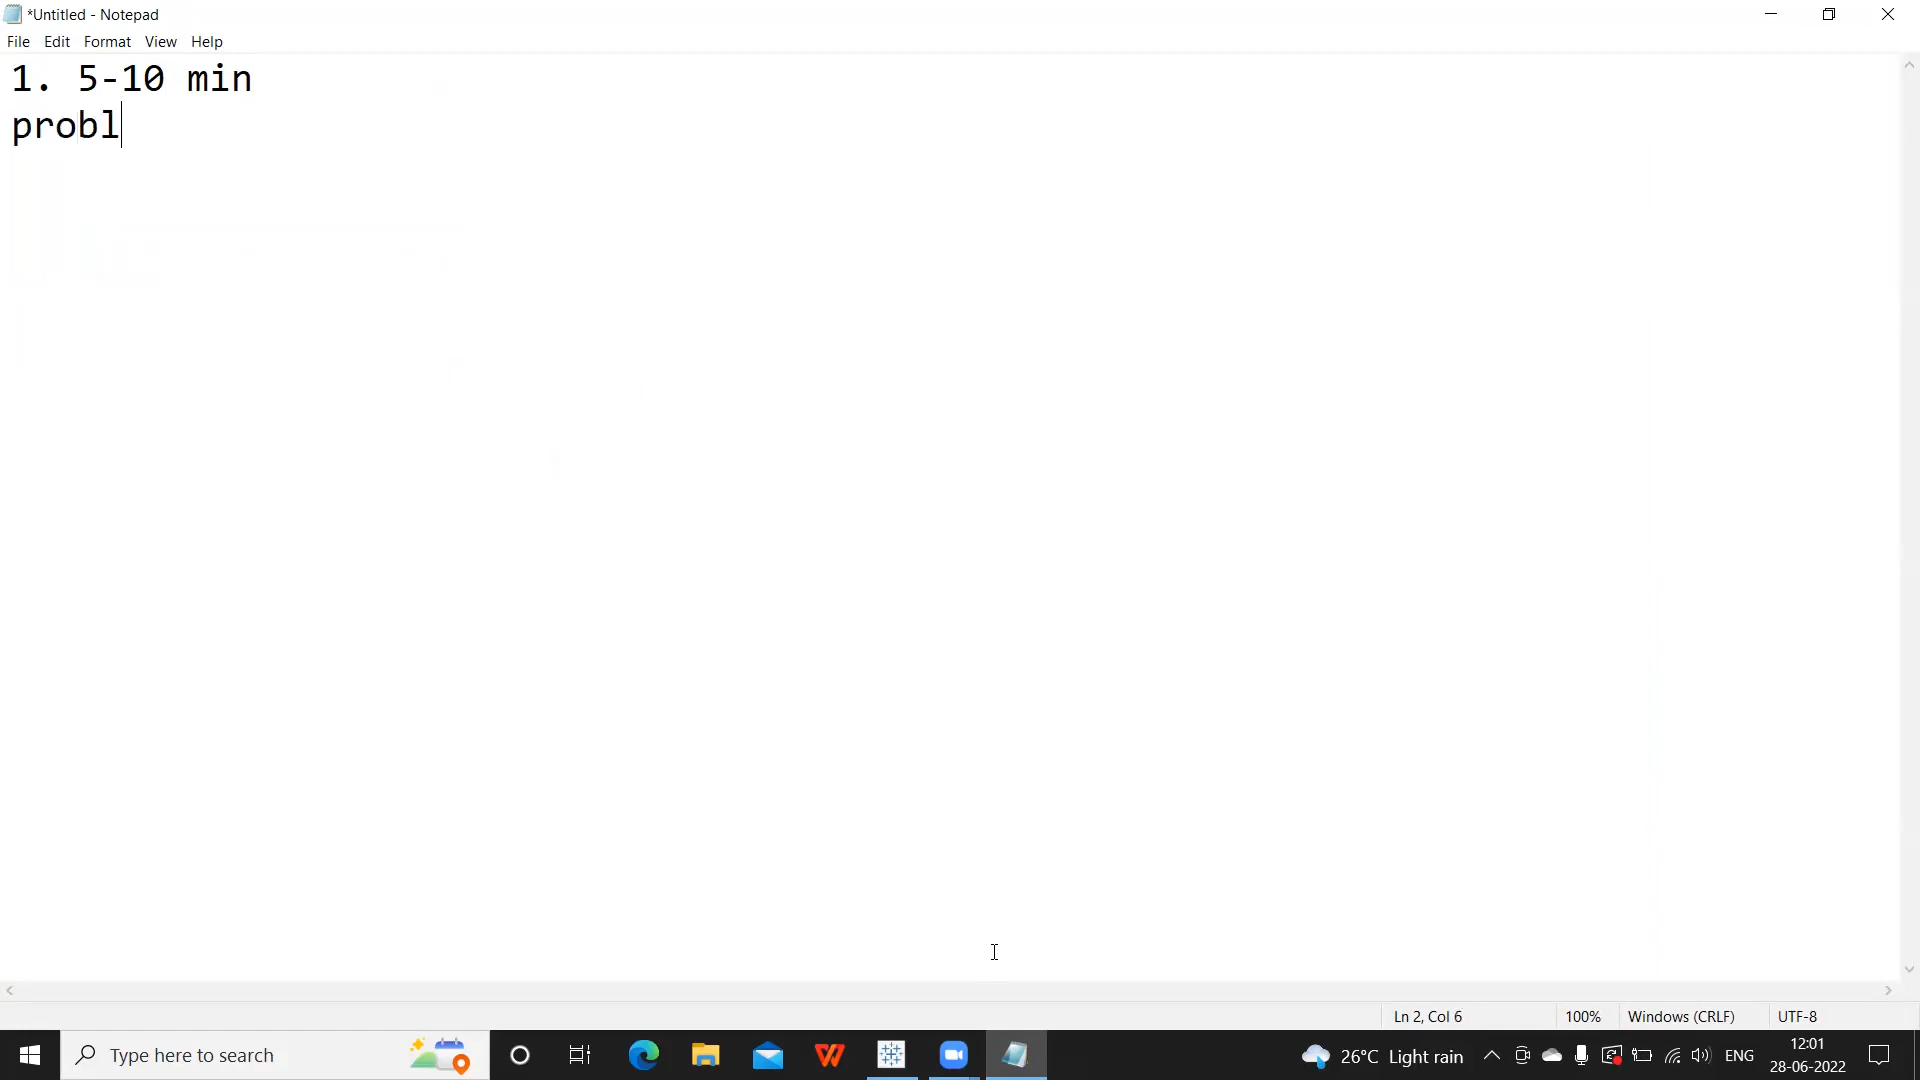 *Untitled - Notepad
File Edit Format View Help
1. 5-10 min
probl
Ln 2, Col 6 100% Windows (CRLF) UTF-8
Type here to search 26°C Light rain ENG 12:01
28-06-2022